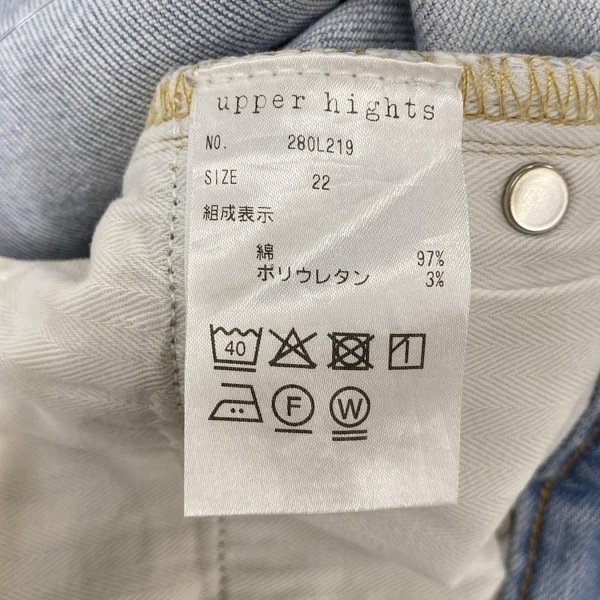 upper hights
NO. 280L219
SIZE 22
組成表示
綿 97%
ポリウレタン 3%
40
F W